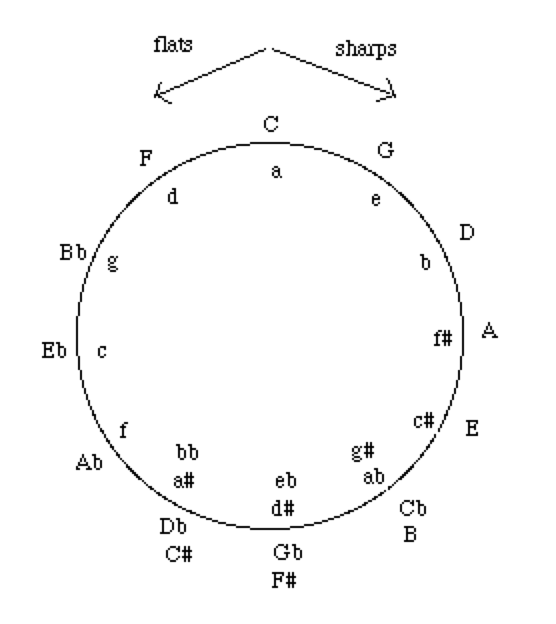 flats sharps
C
F G
a
d e
Bb D
g b
f# A
Eb c
c# E
f
Ab bb g#
a# eb ab
d# Cb
Db B
C# Gb
F#